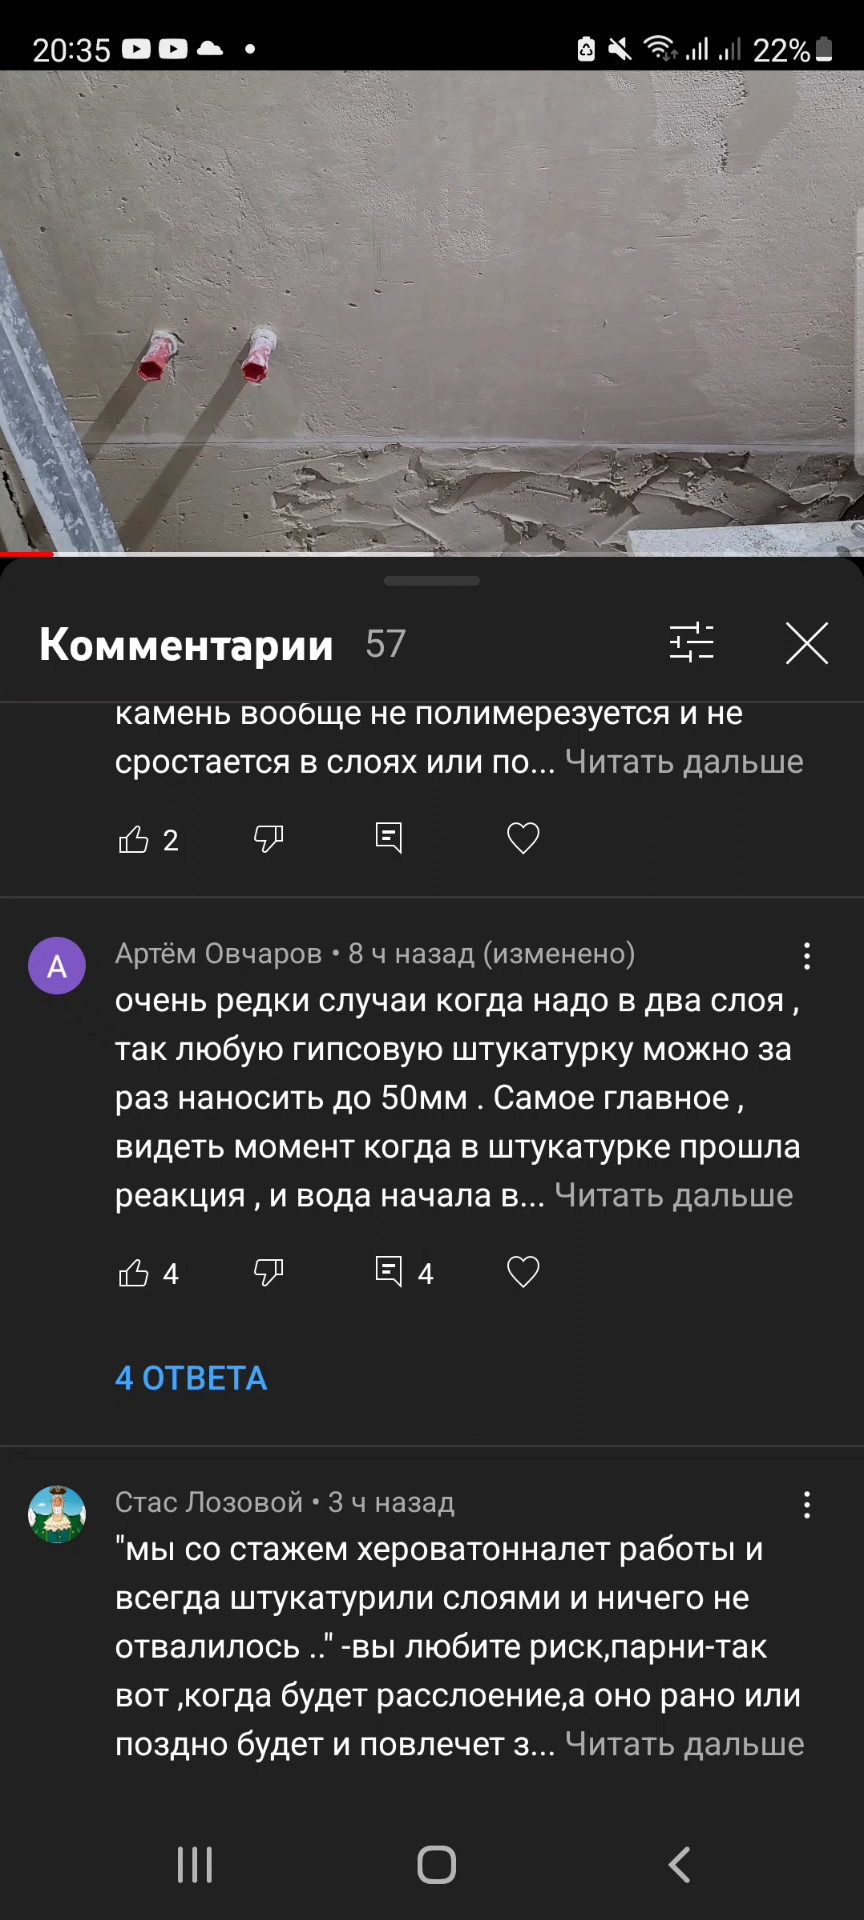 20:35
22%
Комментарии 57
камень вообще не полимерезуется и не
сростается в слоях или по... Читать дальше
2
А
Артём Овчаров • 8 ч назад (изменено)
очень редки случаи когда надо в два слоя ,
так любую гипсовую штукатурку можно за
раз наносить до 50мм . Самое главное ,
видеть момент когда в штукатурке прошла
реакция , и вода начала в... Читать дальше
4 4
4 ОТВЕТА
Стас Лозовой • 3 ч назад
"мы со стажем хероватонналет работы и
всегда штукатурили слоями и ничего не
отвалилось .." -вы любите риск,парни-так
вот ,когда будет расслоение,а оно рано или
поздно будет и повлечет з... Читать дальше